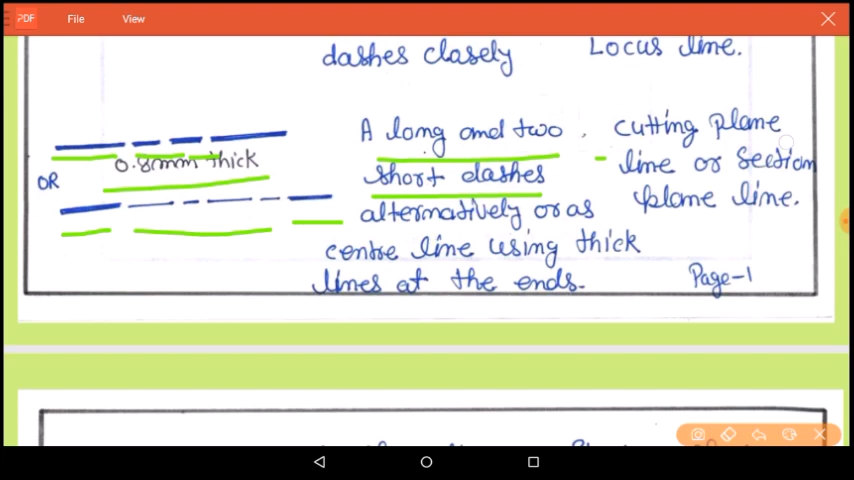 PDF File View
dashes closely Locus line.
A long and two cutting plane
0.8mm thick
OR
short dashes line or Section
alternatively or as plane line.
centre line using thick
lines at the ends. Page-1